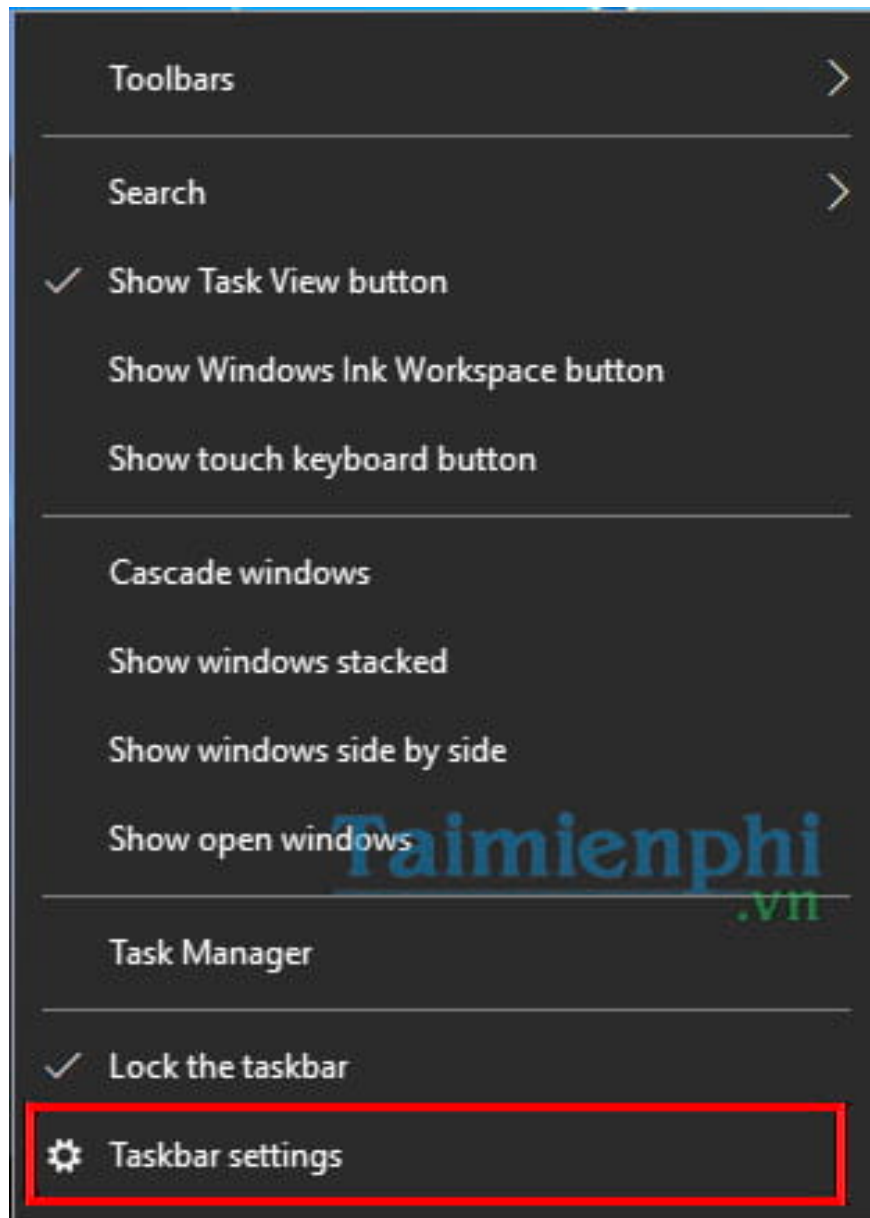 Toolbars
Search
Show Task View button
Show Windows Ink Workspace button
Show touch keyboard button
Cascade windows
Show windows stacked
Show windows side by side
Show open windows
Taimienphi
.vn
Task Manager
Lock the taskbar
Taskbar settings